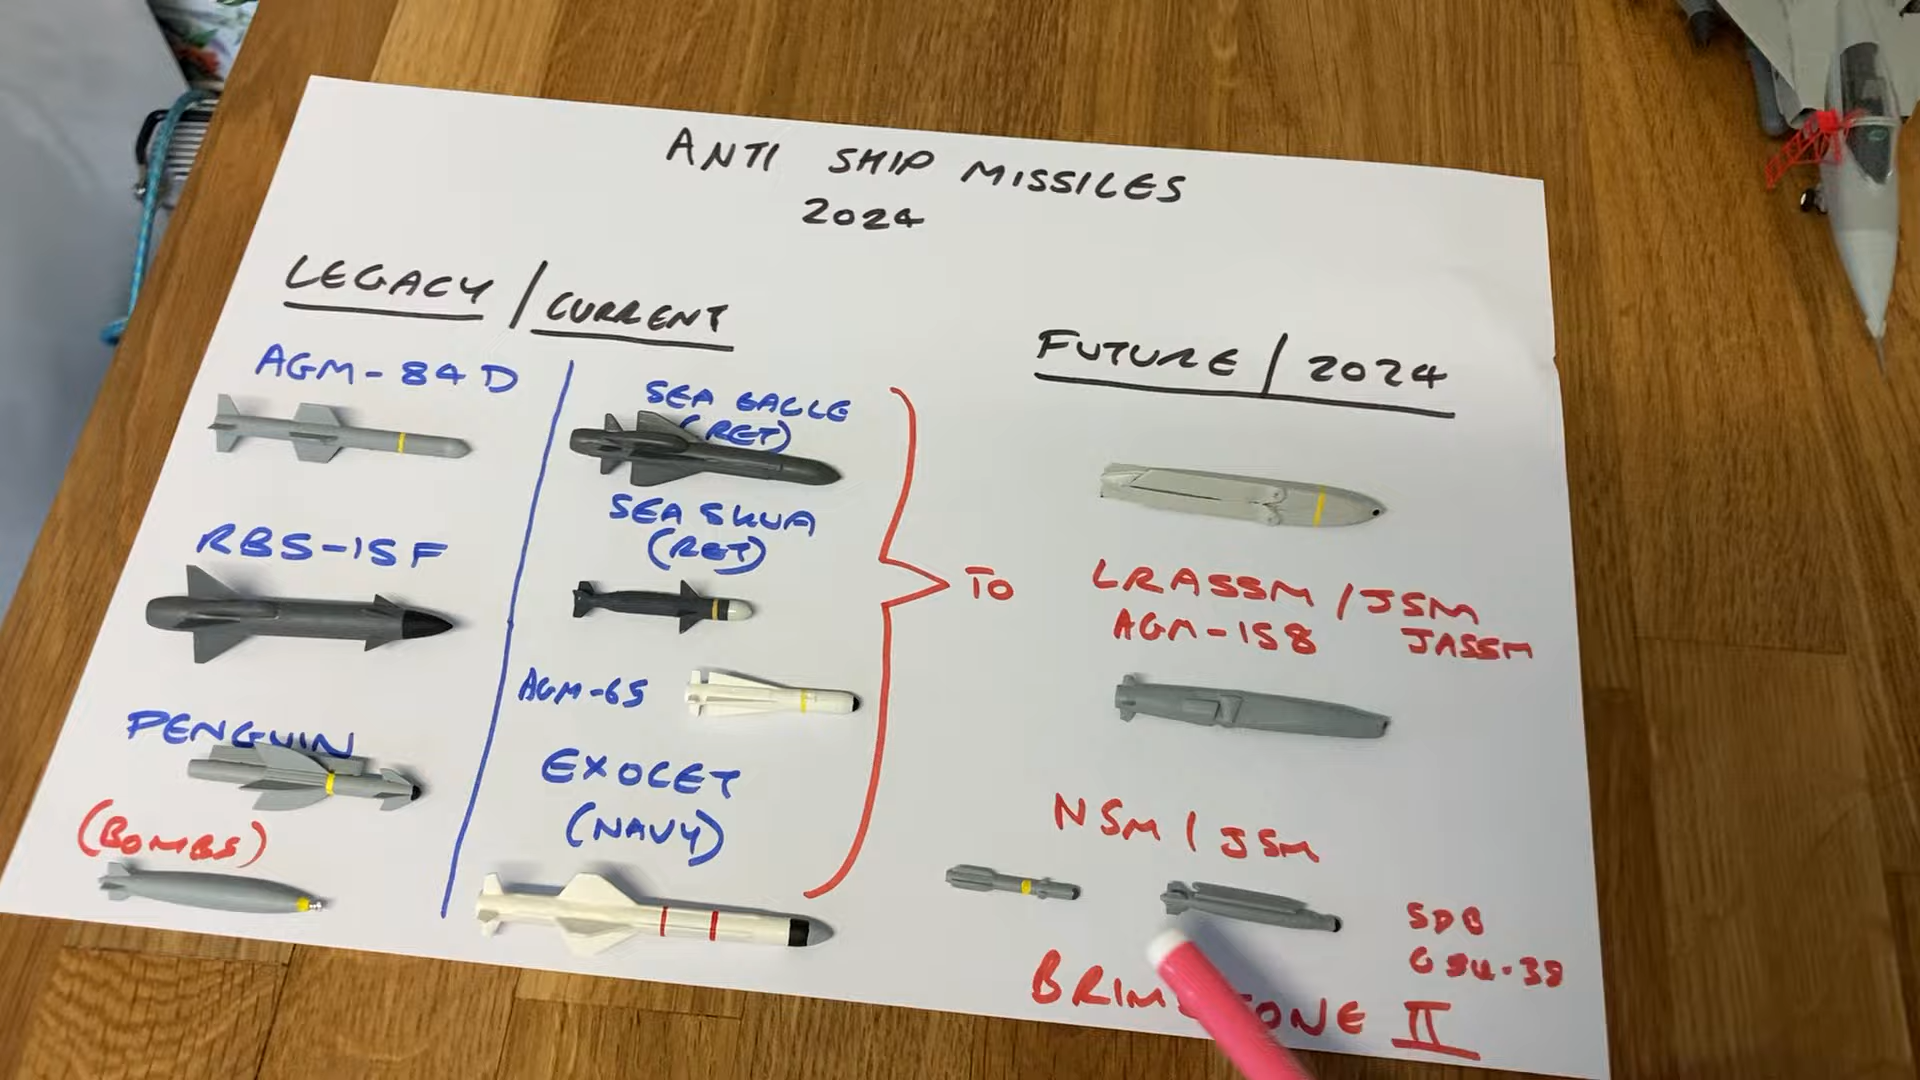 ANTI SHIP MISSILES
2024
LEGACY / CURRENT
AGM-84D
RBS-15F
PENGUIN
(BOMBS)
SEA EAGLE
(RET)
SEA SKUA
(RET)
AGM-65
EXOCET
(NAVY)
TO
FUTURE / 2024
LRASSM / JSM
AGM-158 JASSM
NSM / JSM
SDB
GBU-39
BRIMSTONE II